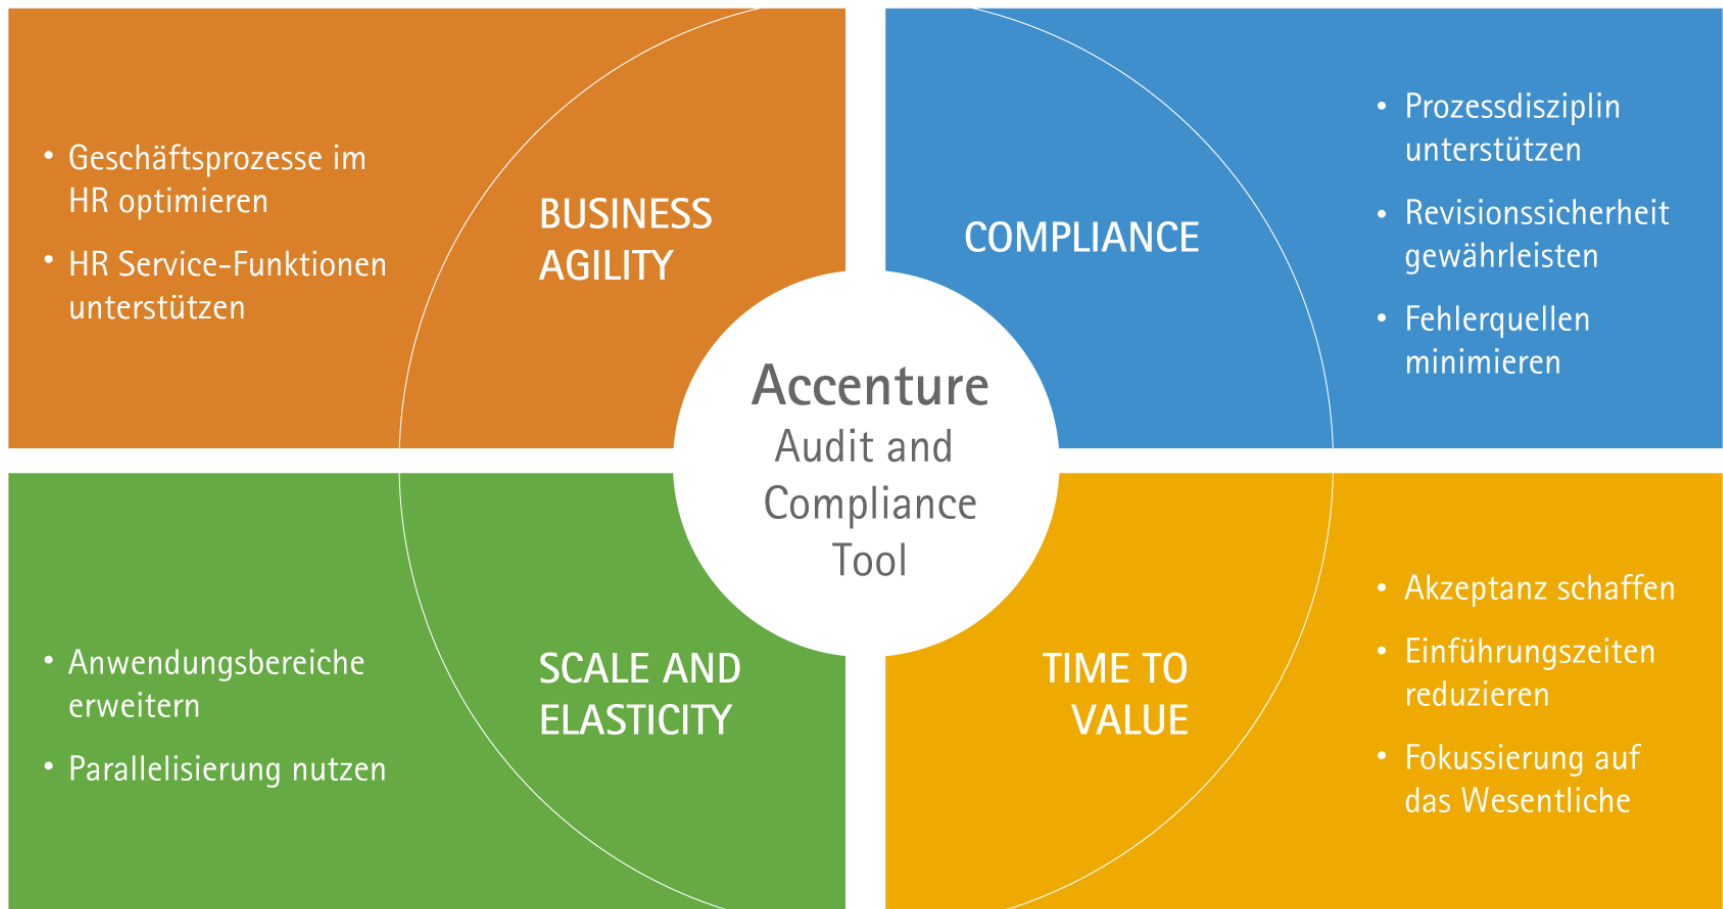 • Geschäftsprozesse im
HR optimieren
• HR Service-Funktionen
unterstützen
BUSINESS
AGILITY
COMPLIANCE
• Prozessdisziplin
unterstützen
• Revisionssicherheit
gewährleisten
• Fehlerquellen
minimieren
Accenture
Audit and
Compliance
Tool
• Anwendungsbereiche
erweitern
• Parallelisierung nutzen
SCALE AND
ELASTICITY
TIME TO
VALUE
• Akzeptanz schaffen
• Einführungszeiten
reduzieren
• Fokussierung auf
das Wesentliche